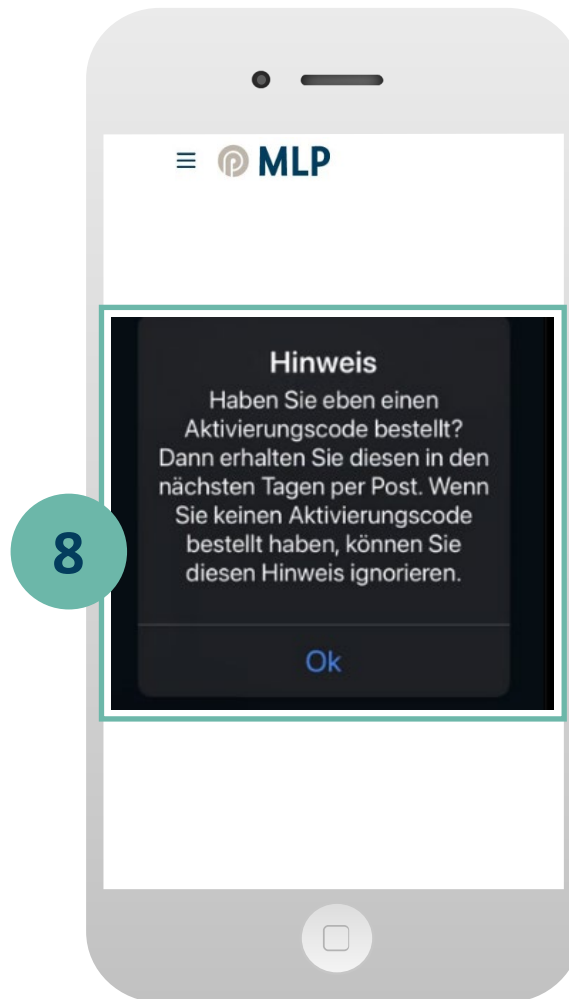 MLP
Hinweis
Haben Sie eben einen
Aktivierungscode bestellt?
Dann erhalten Sie diesen in den
nächsten Tagen per Post. Wenn
Sie keinen Aktivierungscode
bestellt haben, können Sie
diesen Hinweis ignorieren.
8
Ok